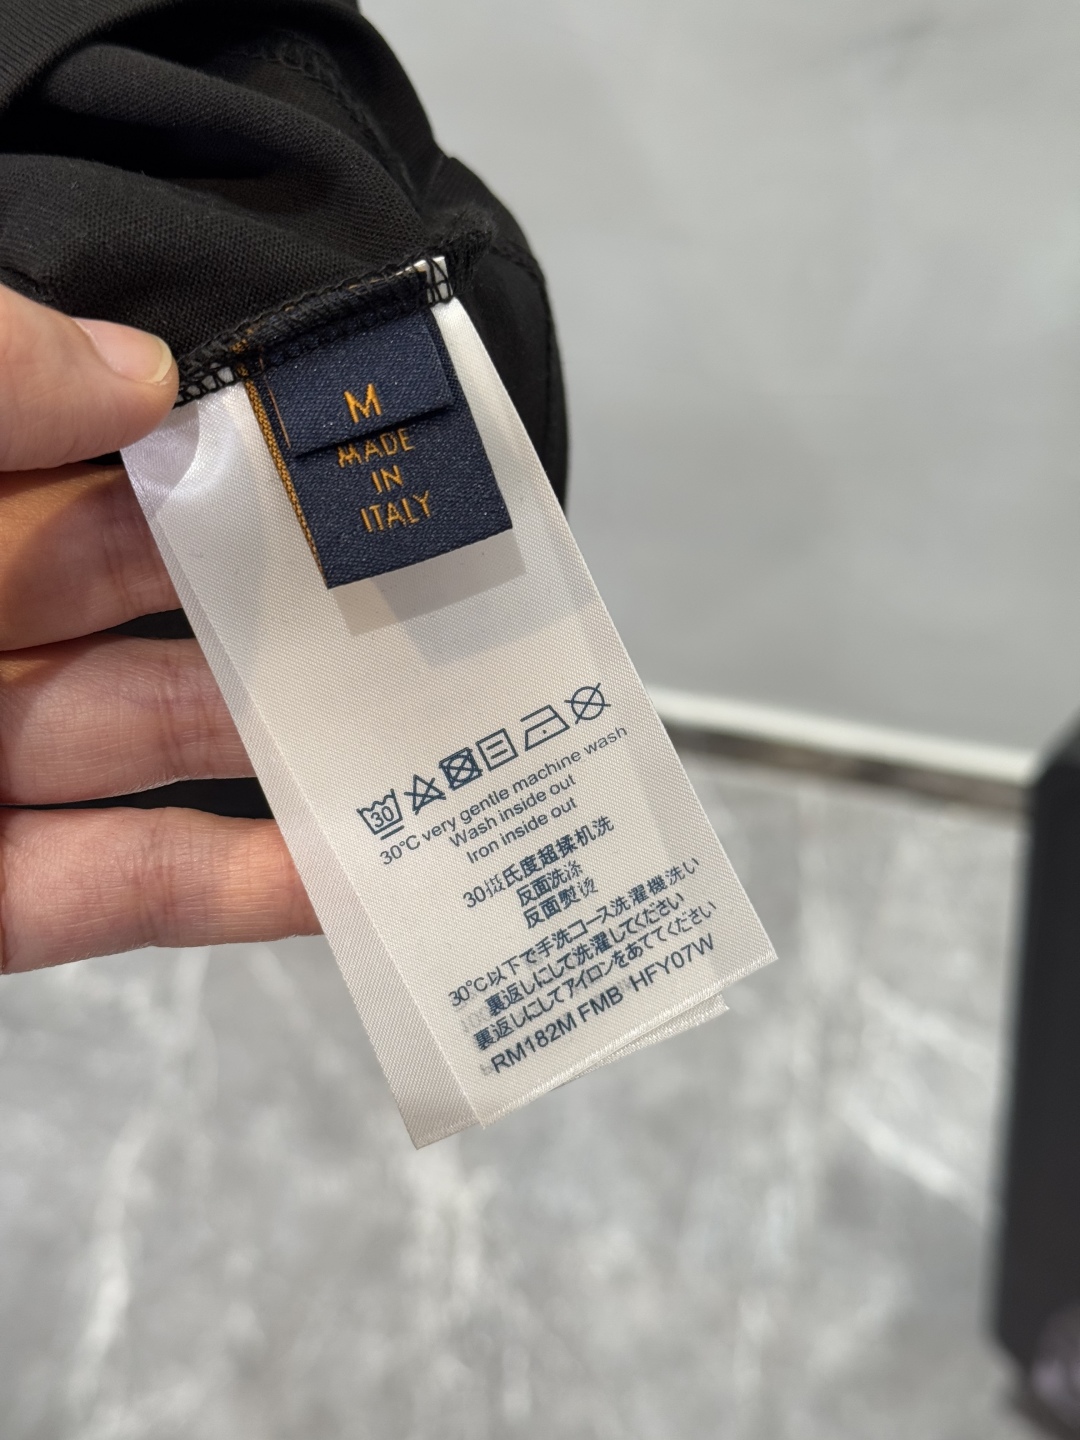 M
MADE
IN
ITALY
30
30°C very gentle machine wash
Wash inside out
Iron inside out
30摄氏度超揉机洗
反面洗涤
反面熨烫
30°C以下で手洗コース洗濯機洗い
裏返しにして洗濯してください
裏返しにしてアイロンをあててください
RM182M FMB HFY07W